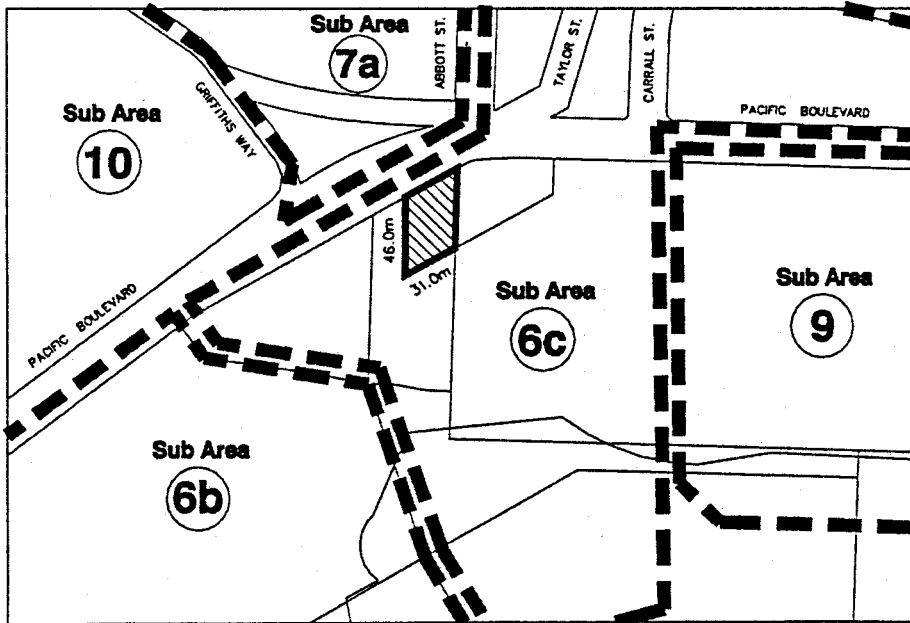 Sub Area
7a
ABBOTT ST.
TAYLOR ST.
CARRALL ST.
GRIFFITHS WAY
PACIFIC BOULEVARD
Sub Area
10
46.0m
31.0m
Sub Area
6c
Sub Area
9
PACIFIC BOULEVARD
Sub Area
6b